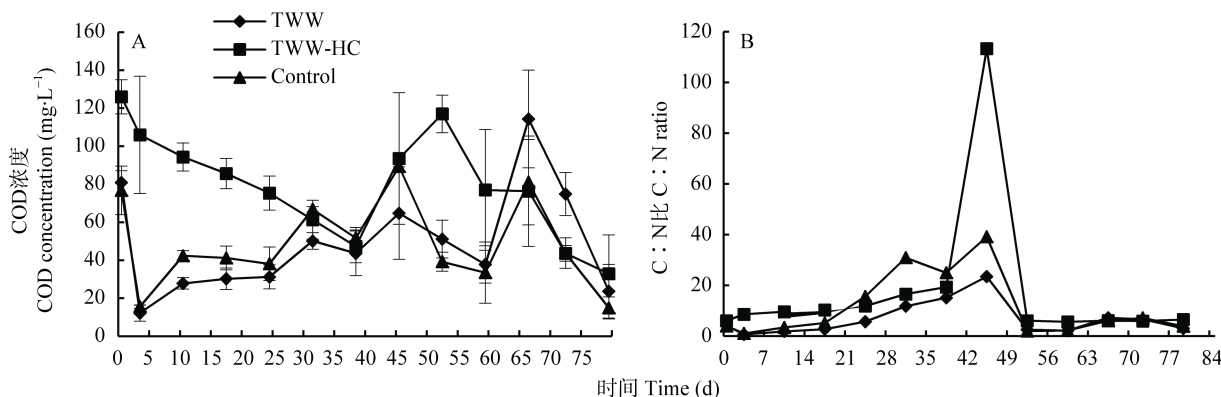 TWW
TWW-HC
Control
A
160
140
120
100
80
60
40
20
0
COD浓度
COD concentration (mg·L⁻¹)
0 5 10 15 20 25 30 35 40 45 50 55 60 65 70 75
B
120
100
80
60
40
20
0
C∶N比 C∶N ratio
0 7 14 21 28 35 42 49 56 63 70 77 84
时间 Time (d)